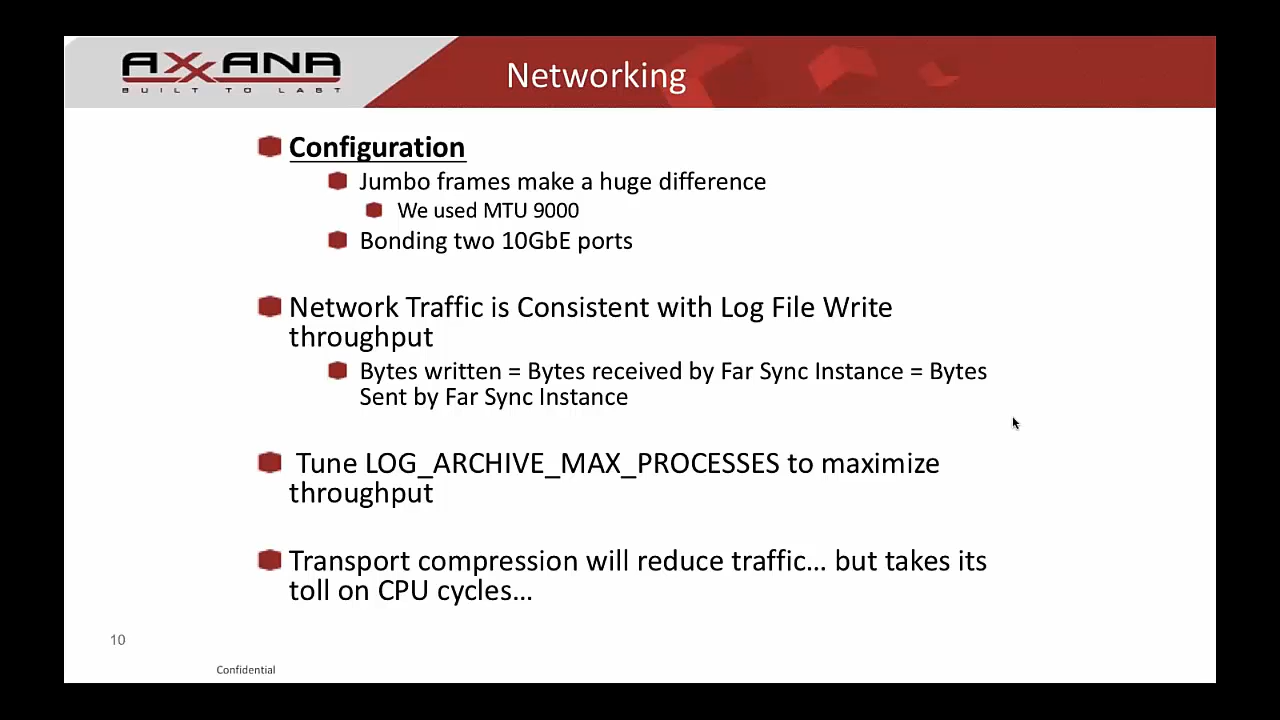 AXXANA
BUILT TO LAST
Networking
Configuration
Jumbo frames make a huge difference
We used MTU 9000
Bonding two 10GbE ports
Network Traffic is Consistent with Log File Write
throughput
Bytes written = Bytes received by Far Sync Instance = Bytes
Sent by Far Sync Instance
Tune LOG_ARCHIVE_MAX_PROCESSES to maximize
throughput
Transport compression will reduce traffic... but takes its
toll on CPU cycles...
10
Confidential